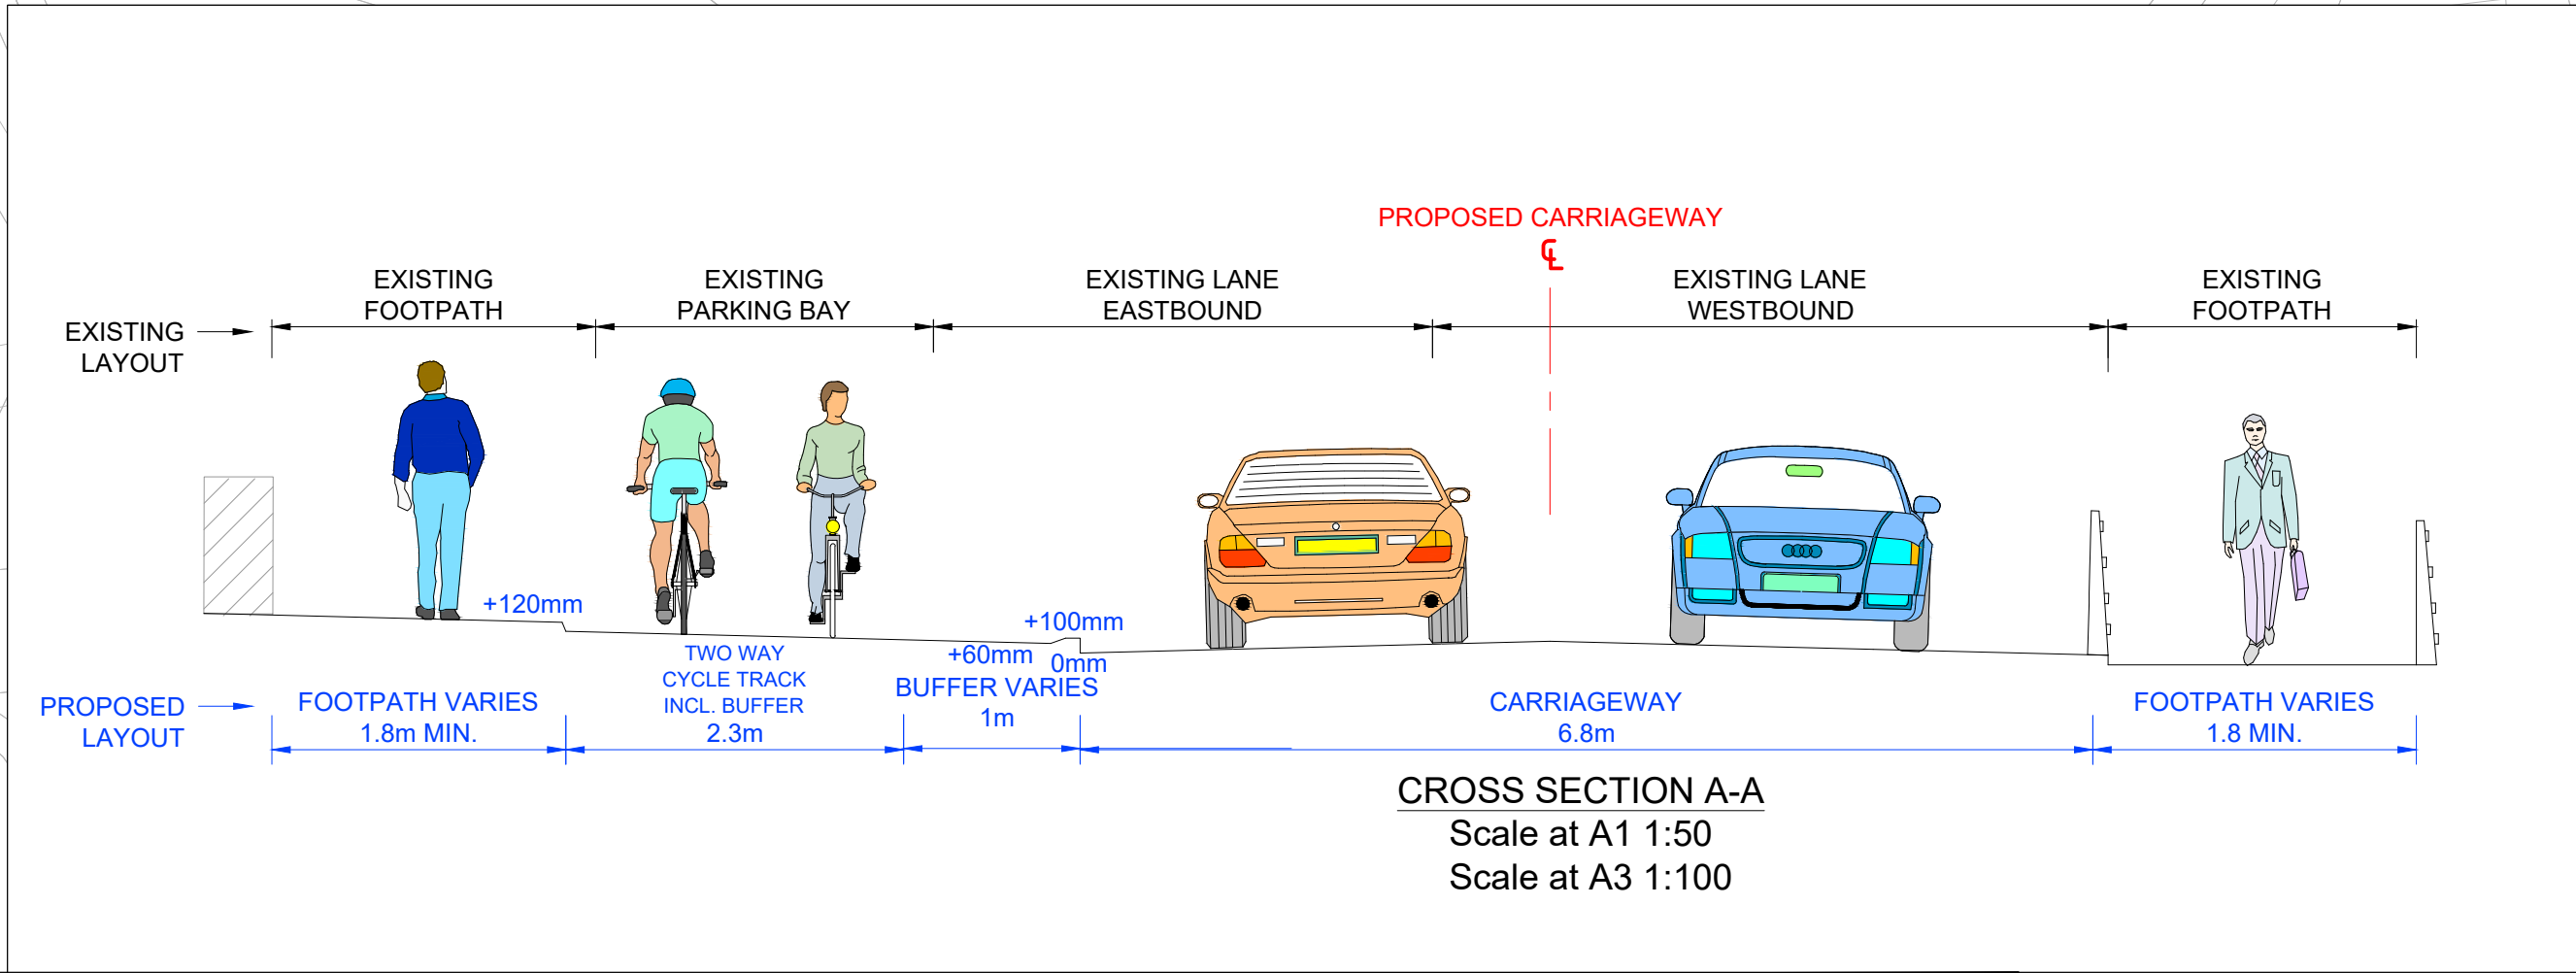 PROPOSED CARRIAGEWAY
℄
EXISTING
FOOTPATH
EXISTING
PARKING BAY
EXISTING LANE
EASTBOUND
EXISTING LANE
WESTBOUND
EXISTING
FOOTPATH
EXISTING
LAYOUT
+120mm
+100mm
+60mm
0mm
PROPOSED
LAYOUT
FOOTPATH VARIES
1.8m MIN.
TWO WAY
CYCLE TRACK
INCL. BUFFER
2.3m
BUFFER VARIES
1m
CARRIAGEWAY
6.8m
FOOTPATH VARIES
1.8 MIN.
CROSS SECTION A-A
Scale at A1 1:50
Scale at A3 1:100